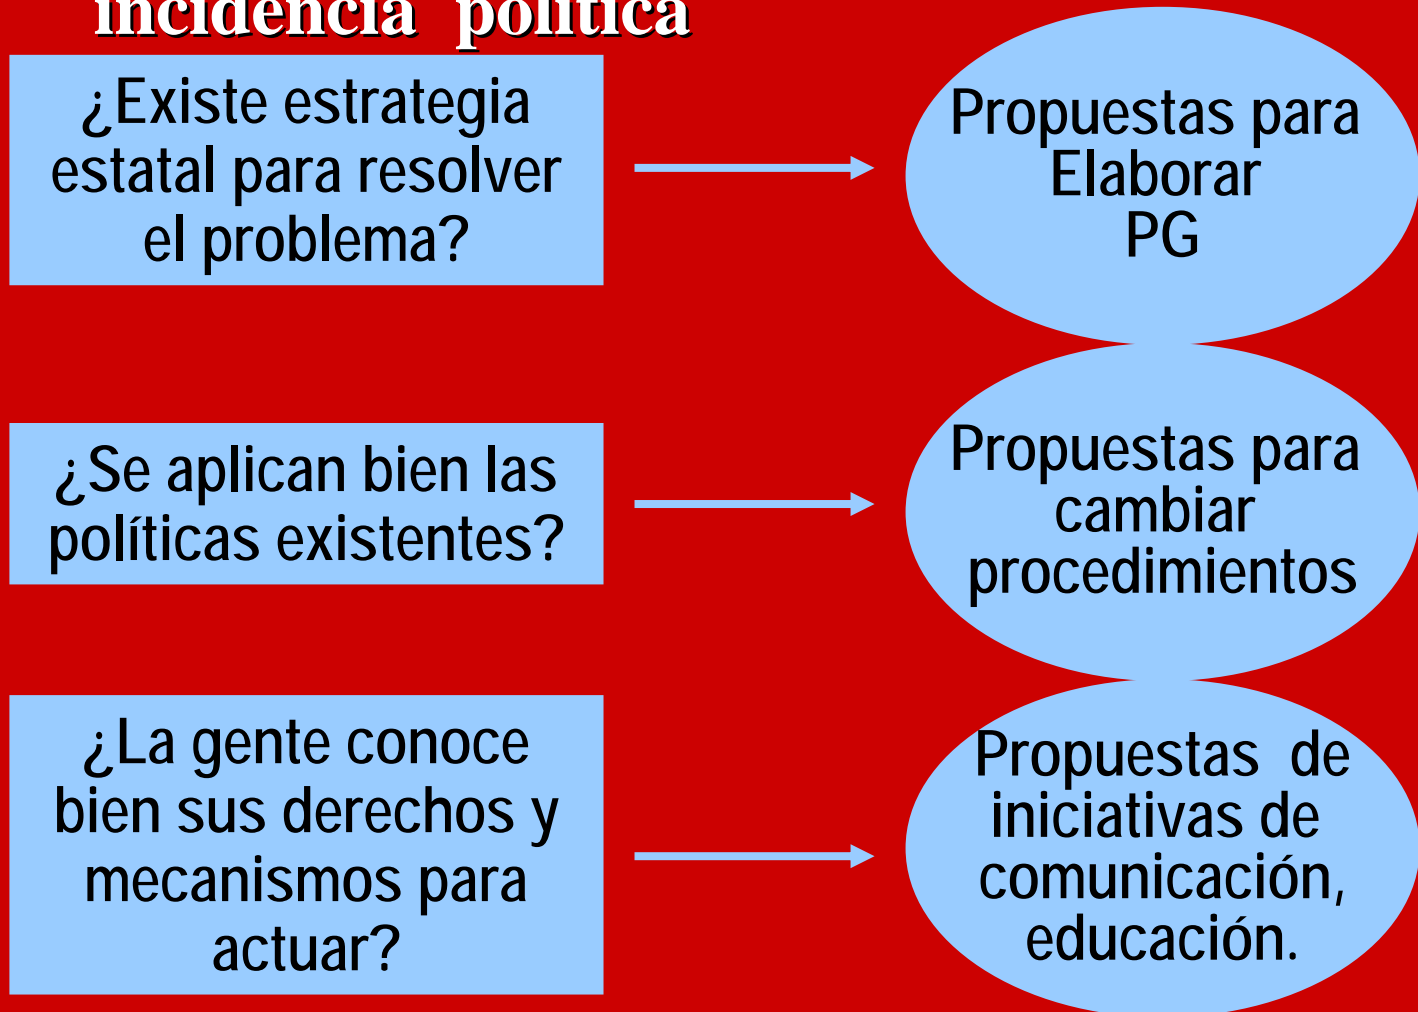 incidencia política
¿Existe estrategia
estatal para resolver
el problema?
Propuestas para
Elaborar
PG
¿Se aplican bien las
políticas existentes?
Propuestas para
cambiar
procedimientos
¿La gente conoce
bien sus derechos y
mecanismos para
actuar?
Propuestas de
iniciativas de
comunicación,
educación.